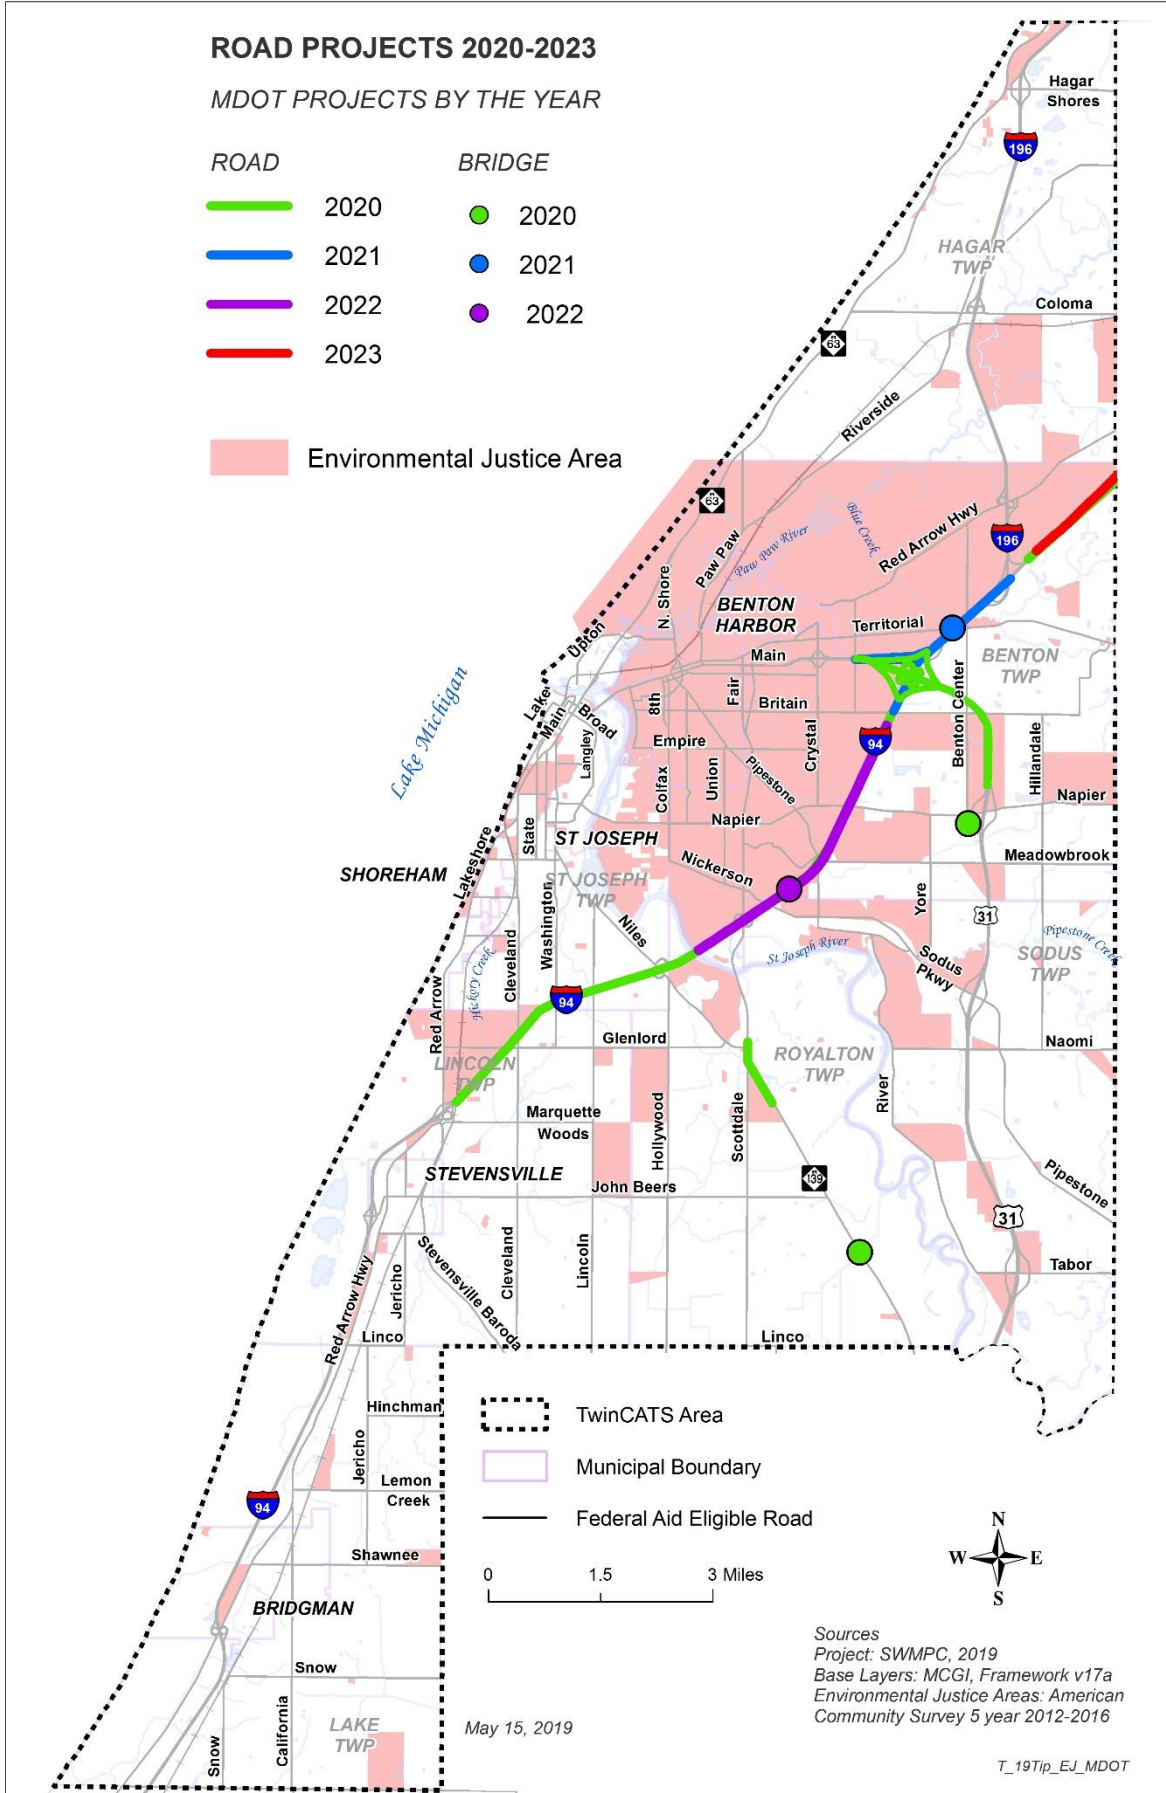 ROAD PROJECTS 2020-2023
MDOT PROJECTS BY THE YEAR
ROAD
BRIDGE
2020
2020
2021
2021
2022
2022
2023
Environmental Justice Area
Hagar
Shores
196
HAGAR
TWP
Coloma
M
63
Riverside
M
63
Blue Creek
Red Arrow Hwy
196
Paw Paw
Paw Paw River
N. Shore
BENTON
HARBOR
Territorial
Upton
Main
BENTON
TWP
Lake Michigan
Lake
Main
Broad
8th
Fair
Britain
Benton Center
Langley
Empire
Crystal
94
Hillandale
Colfax
Union
Pipestone
Napier
State
Napier
ST JOSEPH
Meadowbrook
SHOREHAM
Lakeshore
Nickerson
ST JOSEPH
TWP
Washington
Yore
31
Niles
Cleveland
St Joseph River
Sodus
Pkwy
Pipestone Creek
SODUS
TWP
Hickory Creek
Red Arrow
94
Glenlord
Naomi
LINCOLN
TWP
ROYALTON
TWP
River
Marquette
Woods
Hollywood
Scottdale
STEVENSVILLE
M
139
John Beers
Pipestone
31
Stevensville Baroda
Cleveland
Lincoln
Tabor
Red Arrow Hwy
Jericho
Linco
Linco
Hinchman
Jericho
Lemon
Creek
94
Shawnee
BRIDGMAN
Snow
California
Snow
LAKE
TWP
TwinCATS Area
Municipal Boundary
Federal Aid Eligible Road
0 1.5 3 Miles
N
W E
S
Sources
Project: SWMPC, 2019
Base Layers: MCGI, Framework v17a
Environmental Justice Areas: American
Community Survey 5 year 2012-2016
May 15, 2019
T_19Tip_EJ_MDOT